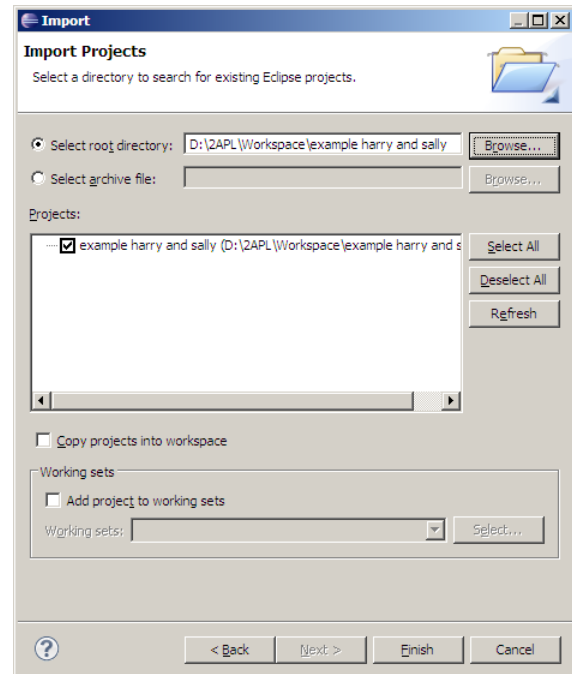 Import
Import Projects
Select a directory to search for existing Eclipse projects.
Select root directory: D:\2APL\Workspace\example harry and sally Browse...
Select archive file: Browse...
Projects:
example harry and sally (D:\2APL\Workspace\example harry and s Select All
Deselect All
Refresh
Copy projects into workspace
Working sets
Add project to working sets
Working sets: Select...
? < Back Next > Finish Cancel